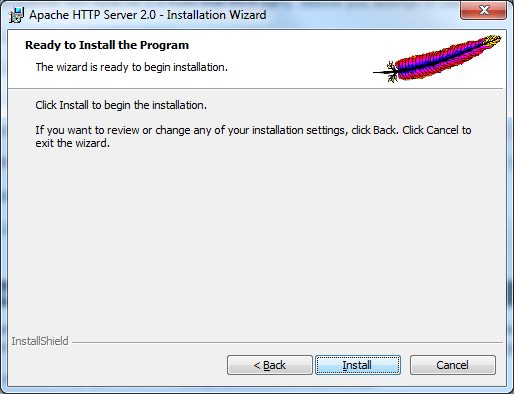 Apache HTTP Server 2.0 - Installation Wizard
Ready to Install the Program
The wizard is ready to begin installation.
Click Install to begin the installation.
If you want to review or change any of your installation settings, click Back. Click Cancel to
exit the wizard.
InstallShield
< Back
Install
Cancel